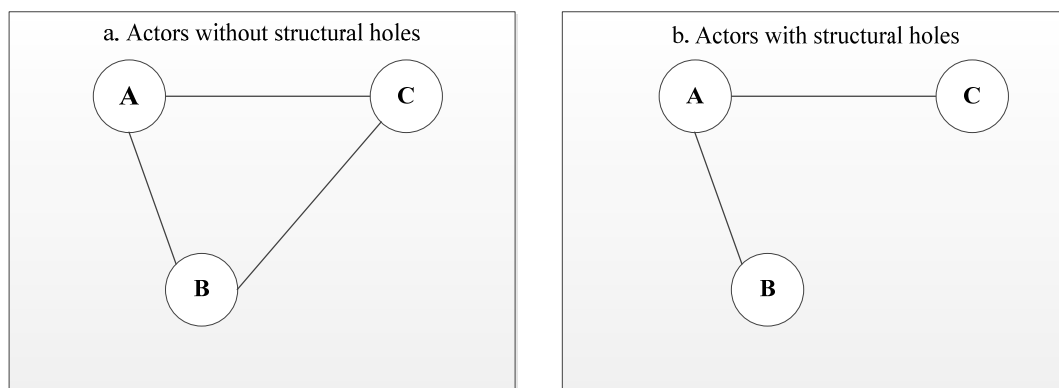 a. Actors without structural holes
A
C
B
b. Actors with structural holes
A
C
B